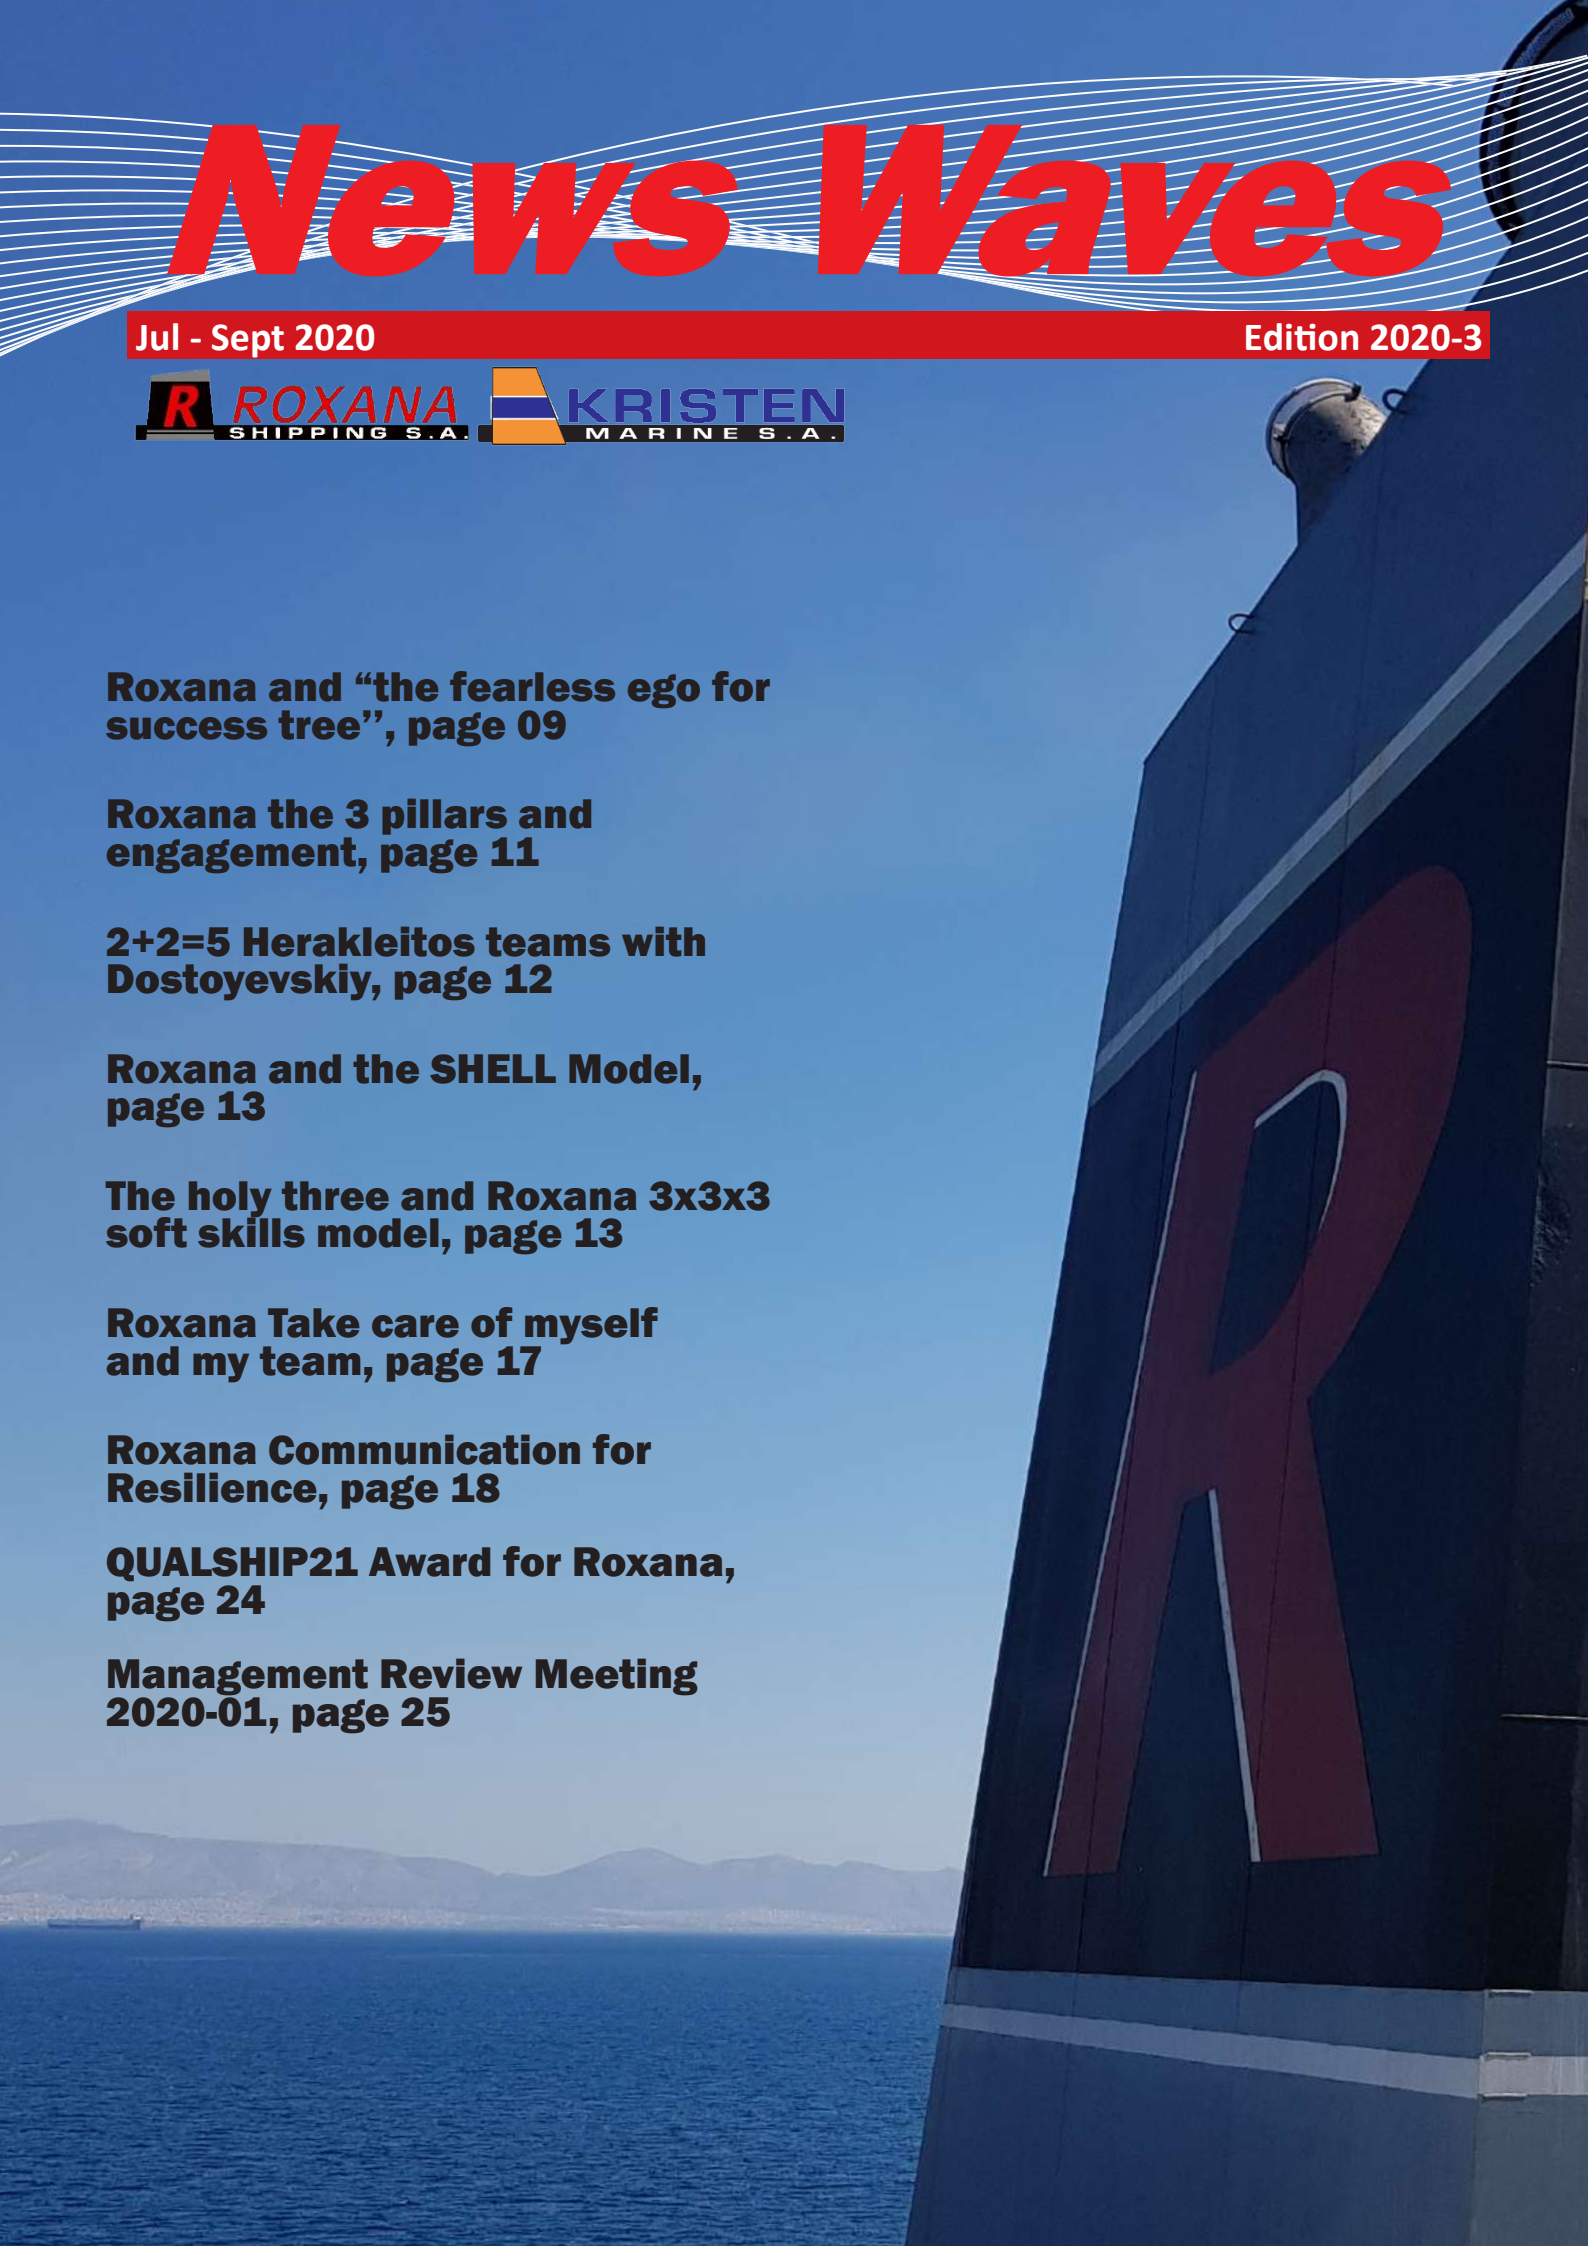 News Waves
Jul - Sept 2020 Edition 2020-3
R ROXANA KRISTEN
SHIPPING S.A. MARINE S.A.
Roxana and “the fearless ego for
success tree’’, page 09
Roxana the 3 pillars and
engagement, page 11
2+2=5 Herakleitos teams with
Dostoyevskiy, page 12
Roxana and the SHELL Model,
page 13
The holy three and Roxana 3x3x3
soft skills model, page 13
Roxana Take care of myself
and my team, page 17
Roxana Communication for
Resilience, page 18
QUALSHIP21 Award for Roxana,
page 24
Management Review Meeting
2020-01, page 25
R